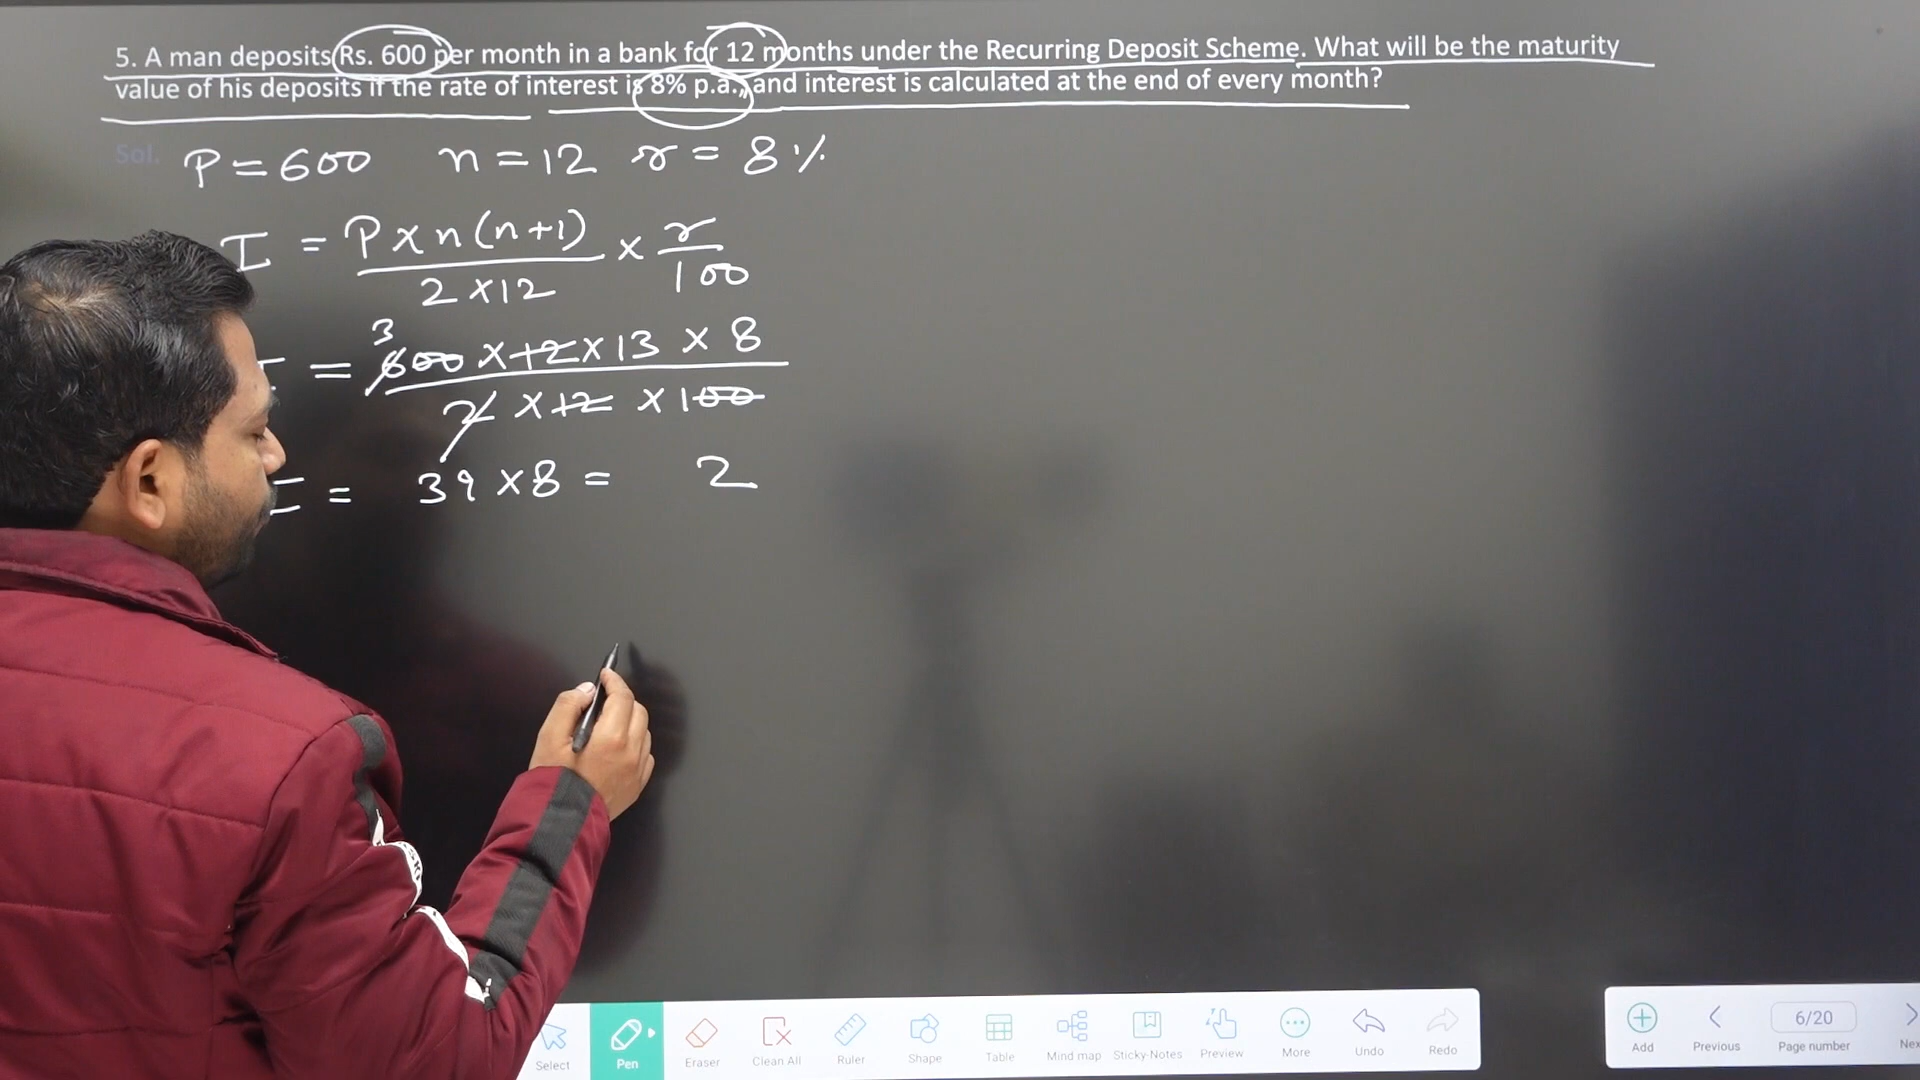 5. A man deposits Rs. 600 per month in a bank for 12 months under the Recurring Deposit Scheme. What will be the maturity
value of his deposits if the rate of interest is 8% p.a., and interest is calculated at the end of every month?
Sol. P = 600 n = 12 r = 8 %
I = P x n (n+1) / 2 x 12 x r / 100
= 3
600 x 12 x 13 x 8 / 2 x 12 x 100
I = 39 x 8 = 2
Select
Pen
Eraser
Clean All
Ruler
Shape
Table
Mind map
Sticky-Notes
Preview
More
Undo
Redo
Add
Previous
6/20
Page number